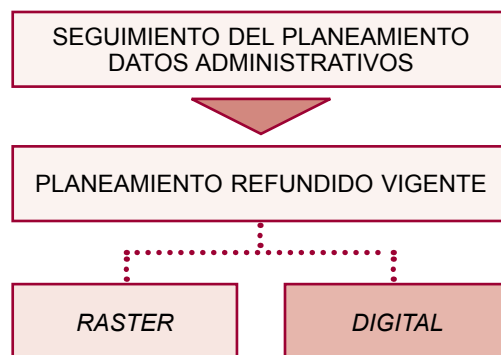 SEGUIMIENTO DEL PLANEAMIENTO
DATOS ADMINISTRATIVOS
PLANEAMIENTO REFUNDIDO VIGENTE
RASTER
DIGITAL